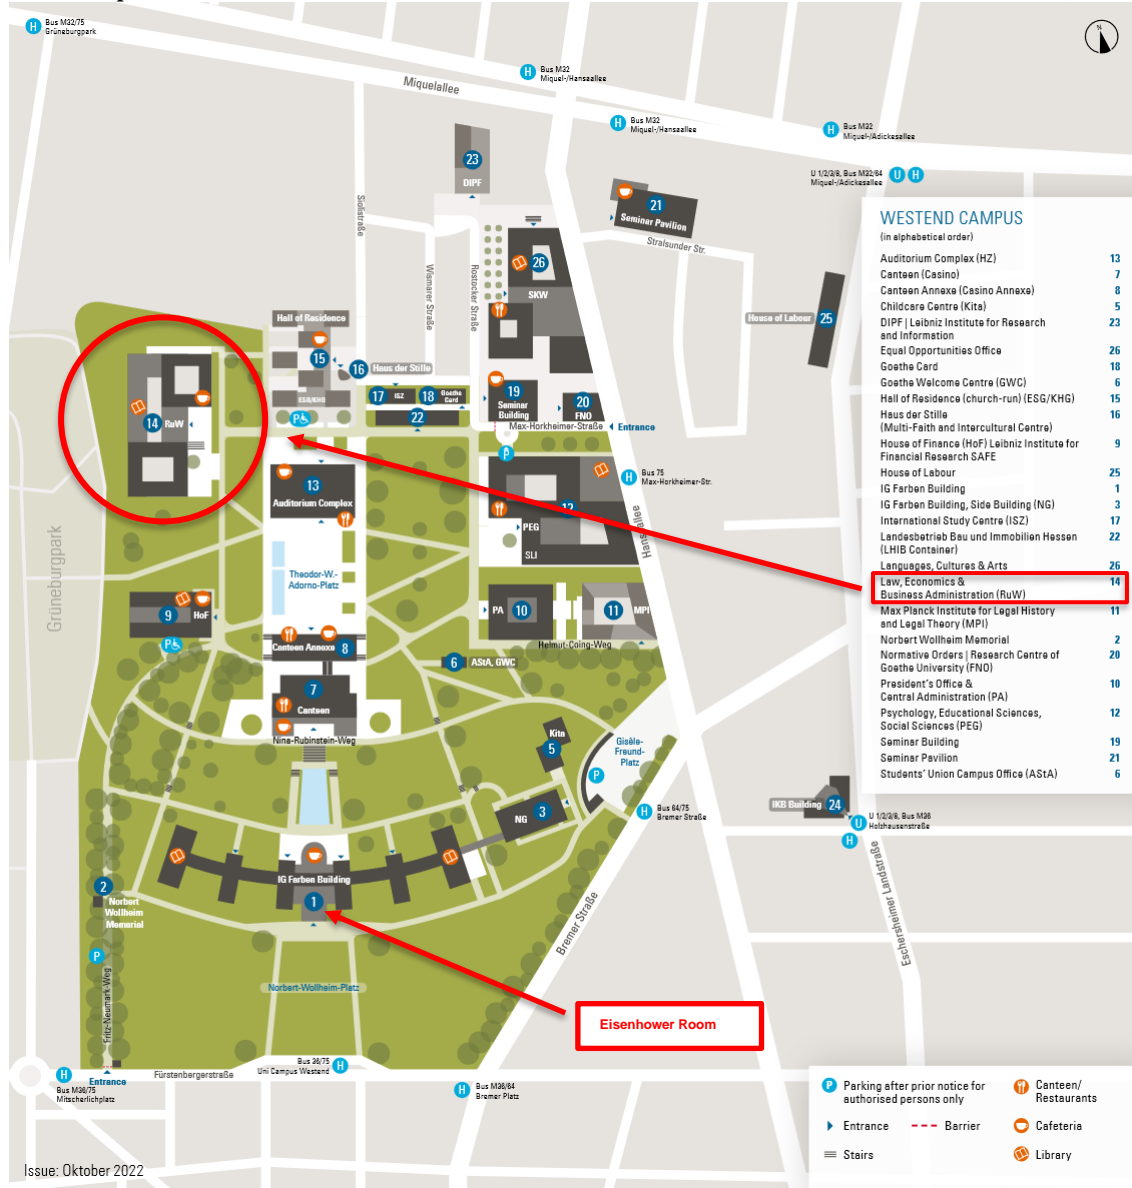 Bus M32/75
Grüneburgpark
Bus M32
Miquel-/Hansaallee
Miquelallee
Bus M32
Miquel-/Hansaallee
Bus M32
Miquel-/Adickesallee
U 1/2/3/8, Bus M32/64
Miquel-/Adickesallee
N
23
DIPF
21
Seminar Pavilion
Stralsunder Str.
Siolistraße
Wismarer Straße
Rostocker Straße
26
SKW
Hall of Residence
15
16
Haus der Stille
ESG/KHG
17
ISZ
18
Goethe
Card
22
19
Seminar
Building
20
FNO
Max-Horkheimer-Straße
Entrance
House of Labour
25
14
RuW
13
Auditorium Complex
Bus 75
Max-Horkheimer-Str.
12
PEG
SLI
Hansaallee
Grüneburgpark
Theodor-W.-
Adorno-Platz
9
HoF
PA
10
11
MPI
Helmut-Coing-Weg
Canteen Annexe
8
6
AStA, GWC
7
Canteen
Nina-Rubinstein-Weg
Kita
5
Gisèle-
Freund-
Platz
NG
3
Bus 64/75
Bremer Straße
IKB Building
24
U 1/2/3/8, Bus M36
Holzhausenstraße
IG Farben Building
1
2
Norbert
Wollheim
Memorial
Bremer Straße
Eschersheimer Landstraße
Fritz-Neumark-Weg
Norbert-Wollheim-Platz
Eisenhower Room
Entrance
Bus M36/75
Mitscherlichplatz
Fürstenbergerstraße
Bus 36/75
Uni Campus Westend
Bus M36/64
Bremer Platz
WESTEND CAMPUS
(in alphabetical order)
Auditorium Complex (HZ) 13
Canteen (Casino) 7
Canteen Annexe (Casino Annexe) 8
Childcare Centre (Kita) 5
DIPF | Leibniz Institute for Research 23
and Information
Equal Opportunities Office 26
Goethe Card 18
Goethe Welcome Centre (GWC) 6
Hall of Residence (church-run) (ESG/KHG) 15
Haus der Stille 16
(Multi-Faith and Intercultural Centre)
House of Finance (HoF) Leibniz Institute for 9
Financial Research SAFE
House of Labour 25
IG Farben Building 1
IG Farben Building, Side Building (NG) 3
International Study Centre (ISZ) 17
Landesbetrieb Bau und Immobilien Hessen 22
(LHIB Container)
Languages, Cultures & Arts 26
Law, Economics & 14
Business Administration (RuW)
Max Planck Institute for Legal History 11
and Legal Theory (MPI)
Norbert Wollheim Memorial 2
Normative Orders | Research Centre of 20
Goethe University (FNO)
President's Office & 10
Central Administration (PA)
Psychology, Educational Sciences, 12
Social Sciences (PEG)
Seminar Building 19
Seminar Pavilion 21
Students' Union Campus Office (AStA) 6
P Parking after prior notice for
authorised persons only
Entrance
Barrier
Stairs
Canteen/
Restaurants
Cafeteria
Library
Issue: Oktober 2022